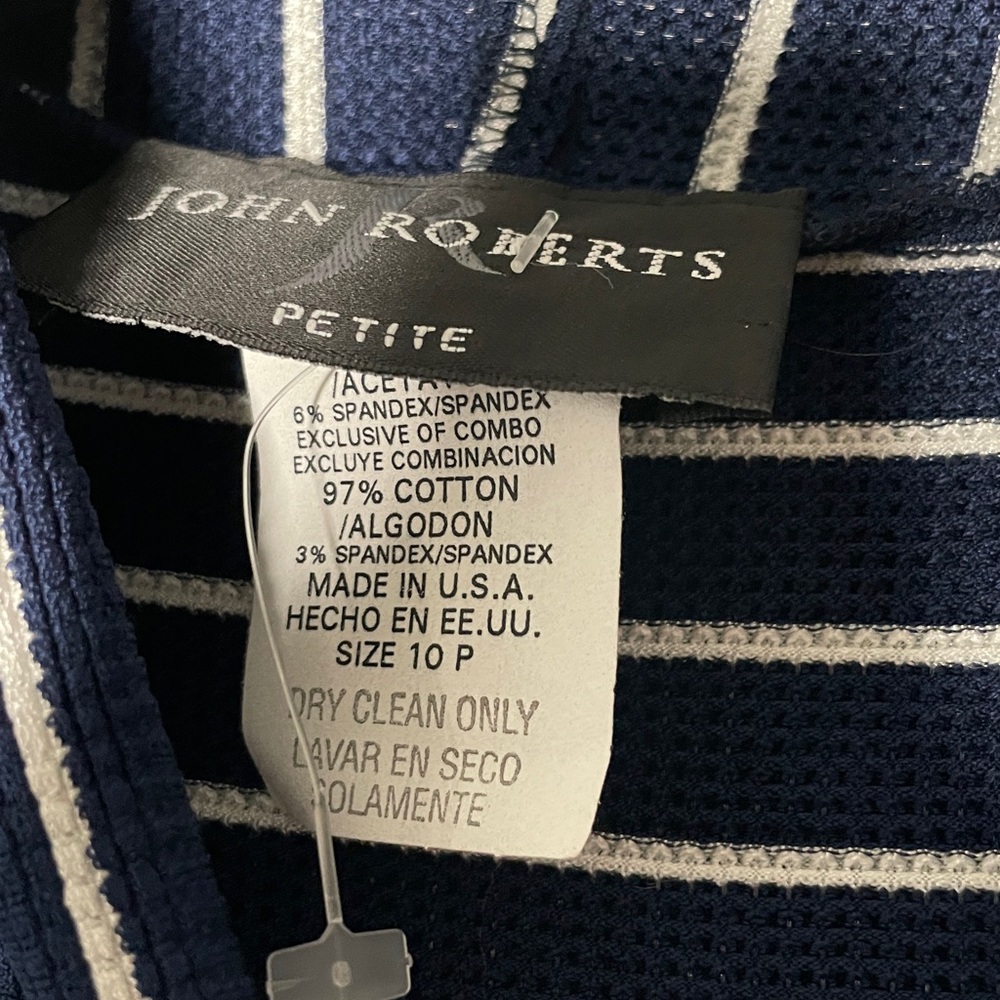 JOHN ROBERTS
PETITE
6% SPANDEX/SPANDEX
EXCLUSIVE OF COMBO
EXCLUYE COMBINACION
97% COTTON
/ALGODON
3% SPANDEX/SPANDEX
MADE IN U.S.A.
HECHO EN EE.UU.
SIZE 10 P
DRY CLEAN ONLY
LAVAR EN SECO
SOLAMENTE